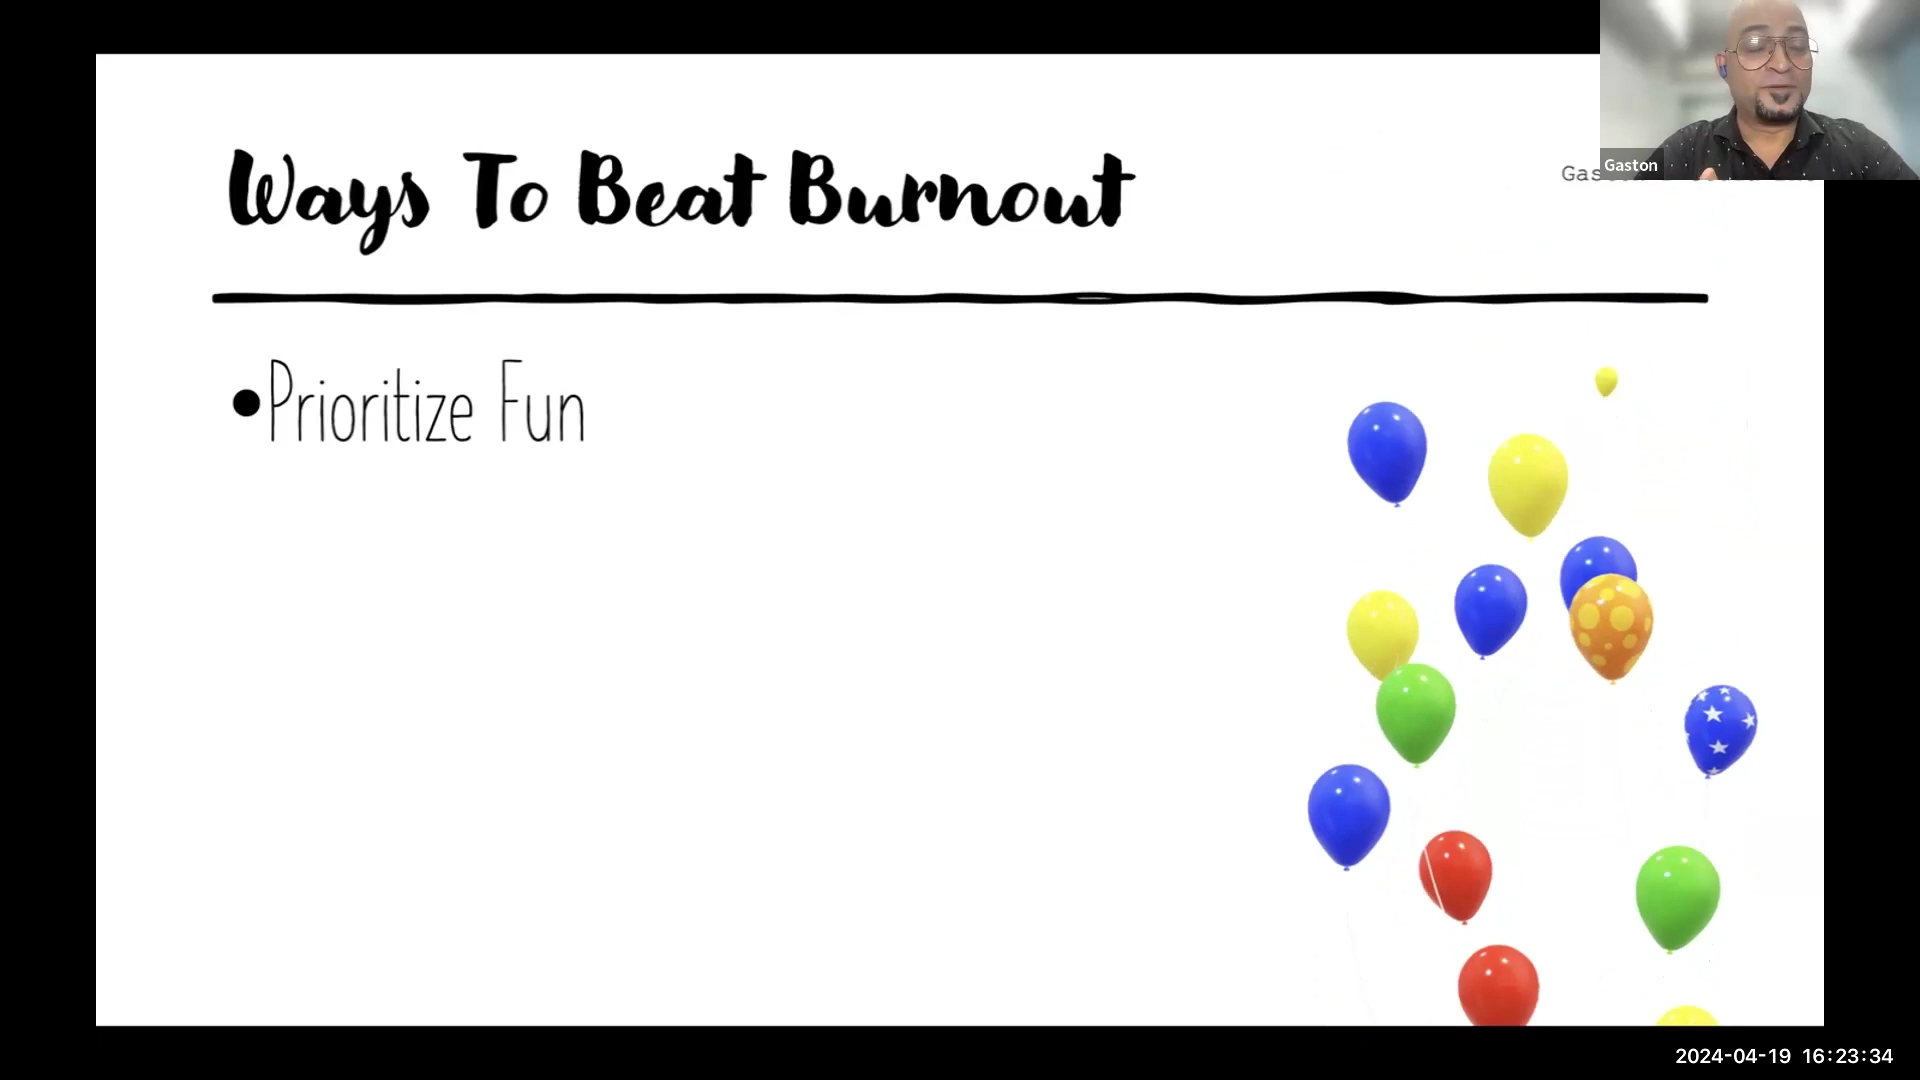 Ways To Beat Burnout
Gaston
•Prioritize Fun
2024-04-19 16:23:34